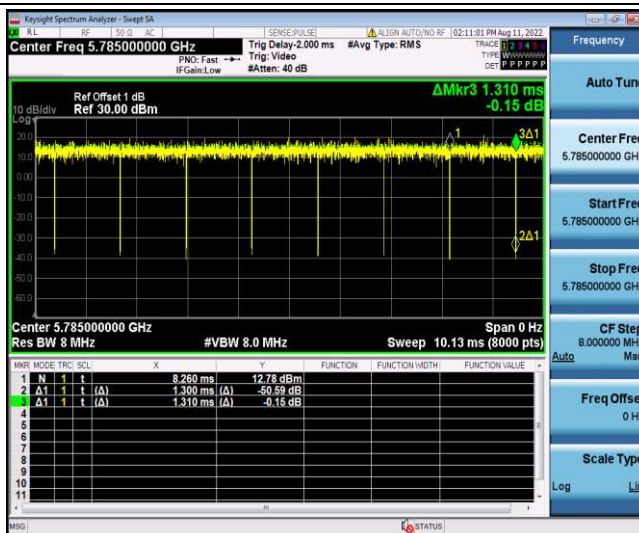 Keysight Spectrum Analyzer - Swept SA
RL RF 50 Ω AC SENSE:PULSE ALIGN AUTO/NO RF 02:11:01 PM Aug 11, 2022
Center Freq 5.785000000 GHz
PNO: Fast
IFGain:Low
Trig Delay-2.000 ms
Trig: Video
#Atten: 40 dB
#Avg Type: RMS
TRACE 1 2 3 4 5 6
TYPE WWWWWW
DET P P P P P P
Frequency
Auto Tune
Center Freq
5.785000000 GH
Start Freq
5.785000000 GH
Stop Freq
5.785000000 GH
CF Step
8.000000 MH
Auto Ma
Freq Offse
0 H
Scale Type
Log Li
ΔMkr3 1.310 ms
-0.15 dB
Ref Offset 1 dB
10 dB/div Ref 30.00 dBm
Log
20.0
10.0
0.00
-10.0
-20.0
-30.0
-40.0
-50.0
-60.0
1
3Δ1
2Δ1
Center 5.785000000 GHz Span 0 Hz
Res BW 8 MHz #VBW 8.0 MHz Sweep 10.13 ms (8000 pts)
MKR MODE TRC SCL X Y FUNCTION FUNCTION WIDTH FUNCTION VALUE
1 N 1 t 8.260 ms 12.78 dBm
2 Δ1 1 t (Δ) 1.300 ms (Δ) -50.59 dB
3 Δ1 1 t (Δ) 1.310 ms (Δ) -0.15 dB
4
5
6
7
8
9
10
11
MSG STATUS